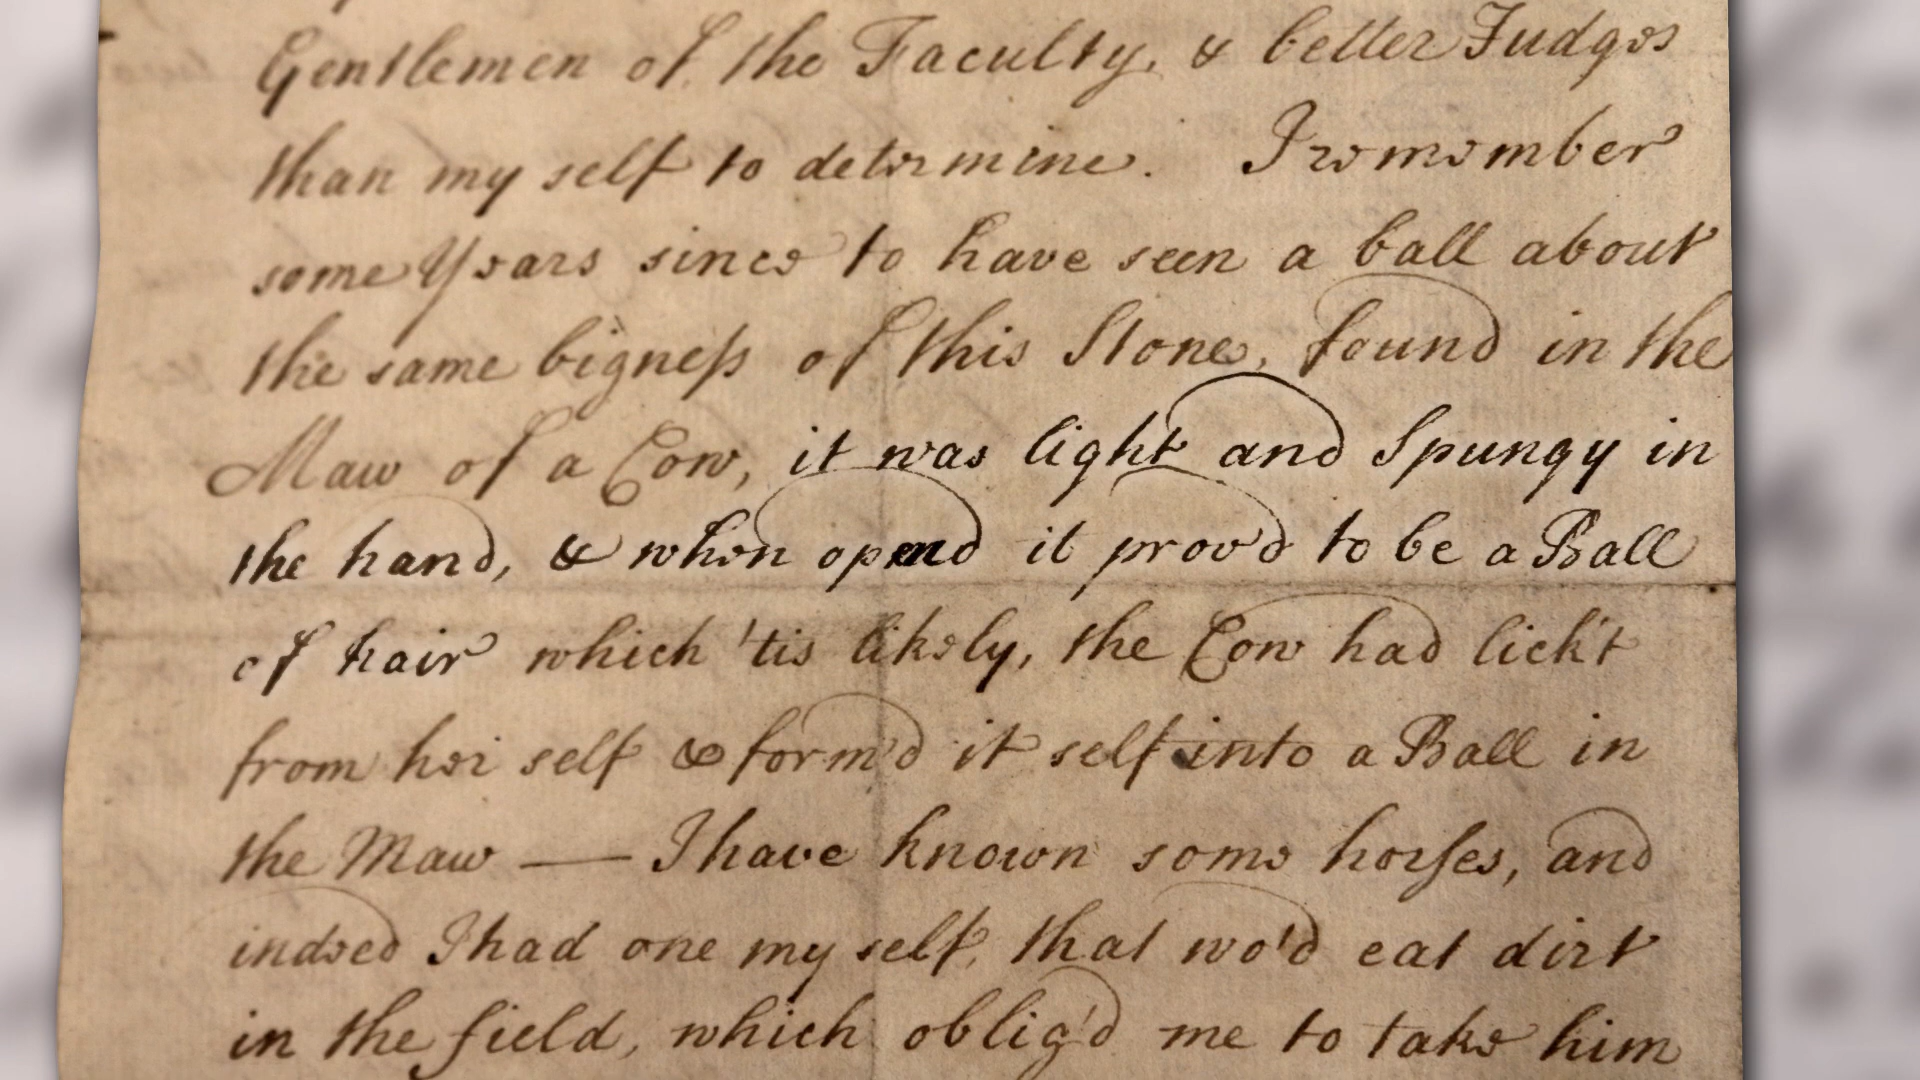 Gentlemen of the Faculty, & better Judges
than my self to determine. I remember
some Years since to have seen a ball about
the same bigneſs of this Stone, found in the
Maw of a Cow, it was light and Spungy in
the hand, & when opend it prov'd to be a Ball
of hair which 'tis likely, the Cow had lick't
from her self & form'd it self into a Ball in
the Maw — I have known some horſes, and
indeed I had one my self, that wo'd eat dirt
in the field, which oblig'd me to take him